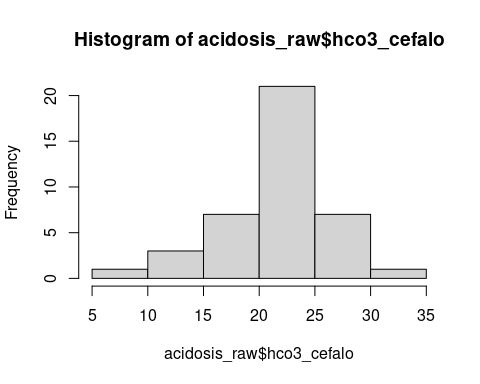 Histogram of acidosis_raw$hco3_cefalo
Frequency
20
15
10
5
0
5 10 15 20 25 30 35
acidosis_raw$hco3_cefalo